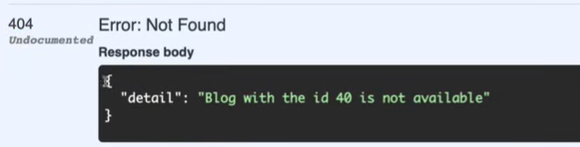 404
Error: Not Found
Undocumented
Response body
{
"detail": "Blog with the id 40 is not available"
}